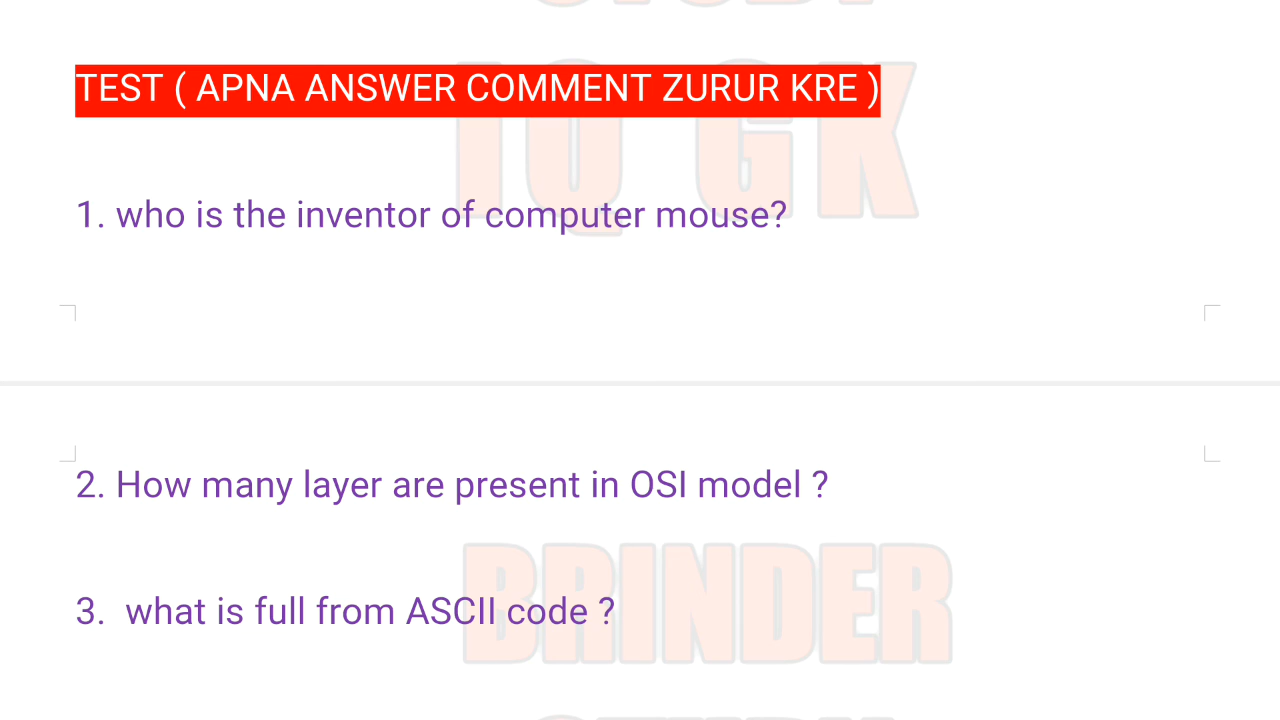 TEST ( APNA ANSWER COMMENT ZURUR KRE )
IQ GK
1. who is the inventor of computer mouse?
2. How many layer are present in OSI model ?
BRINDER
3. what is full from ASCII code ?